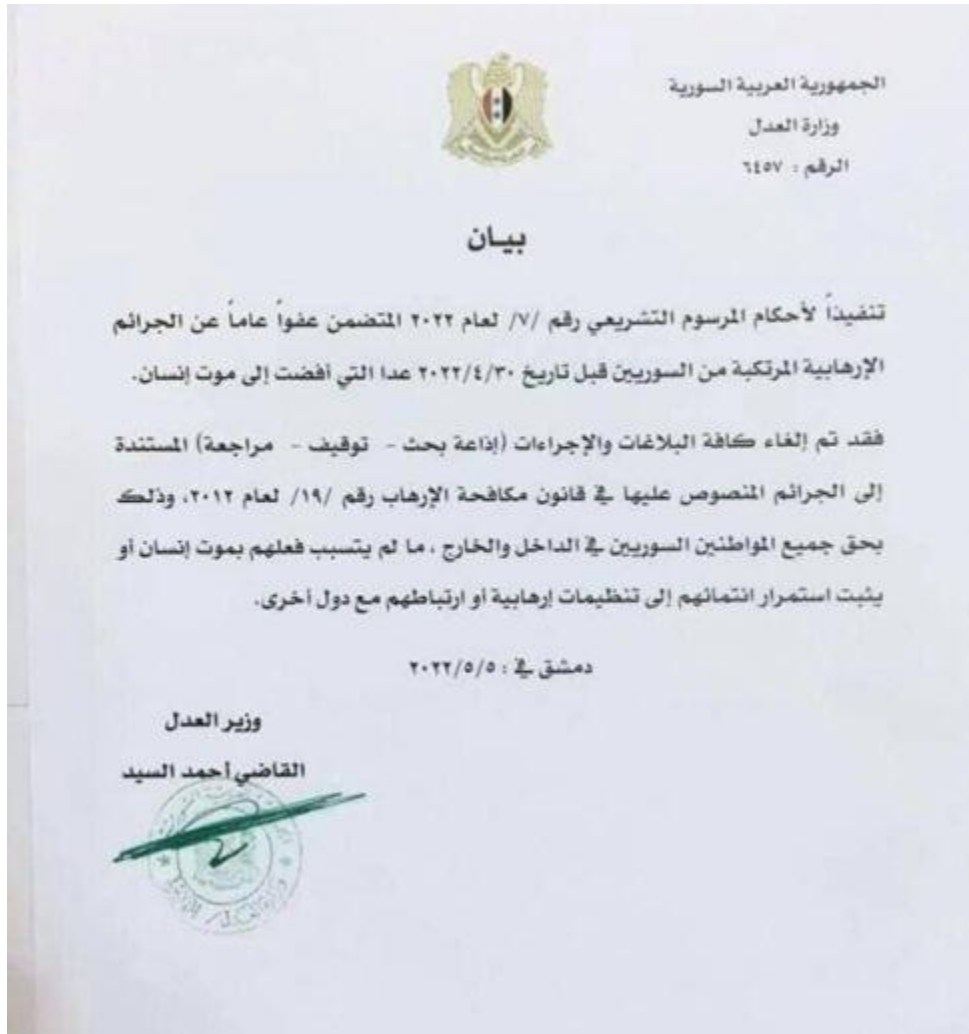 الجمهورية العربية السورية
وزارة العدل
الرقم : ٦٤٥٧
بيـان
تنفيذاً لأحكام المرسوم التشريعي رقم /٧/ لعام ٢٠٢٢ المتضمن عفواً عاماً عن الجرائم
الإرهابية المرتكبة من السوريين قبل تاريخ ٢٠٢٢/٤/٣٠ عدا التي أفضت إلى موت إنسان.
فقد تم إلغاء كافة البلاغات والإجراءات (إذاعة بحث - توقيف - مراجعة) المستندة
إلى الجرائم المنصوص عليها في قانون مكافحة الإرهاب رقم /١٩/ لعام ٢٠١٢، وذلك
بحق جميع المواطنين السوريين في الداخل والخارج ، ما لم يتسبب فعلهم بموت إنسان أو
يثبت استمرار انتمائهم إلى تنظيمات إرهابية أو ارتباطهم مع دول أخرى.
دمشق في : ٢٠٢٢/٥/٥
وزير العدل
القاضي أحمد السيد